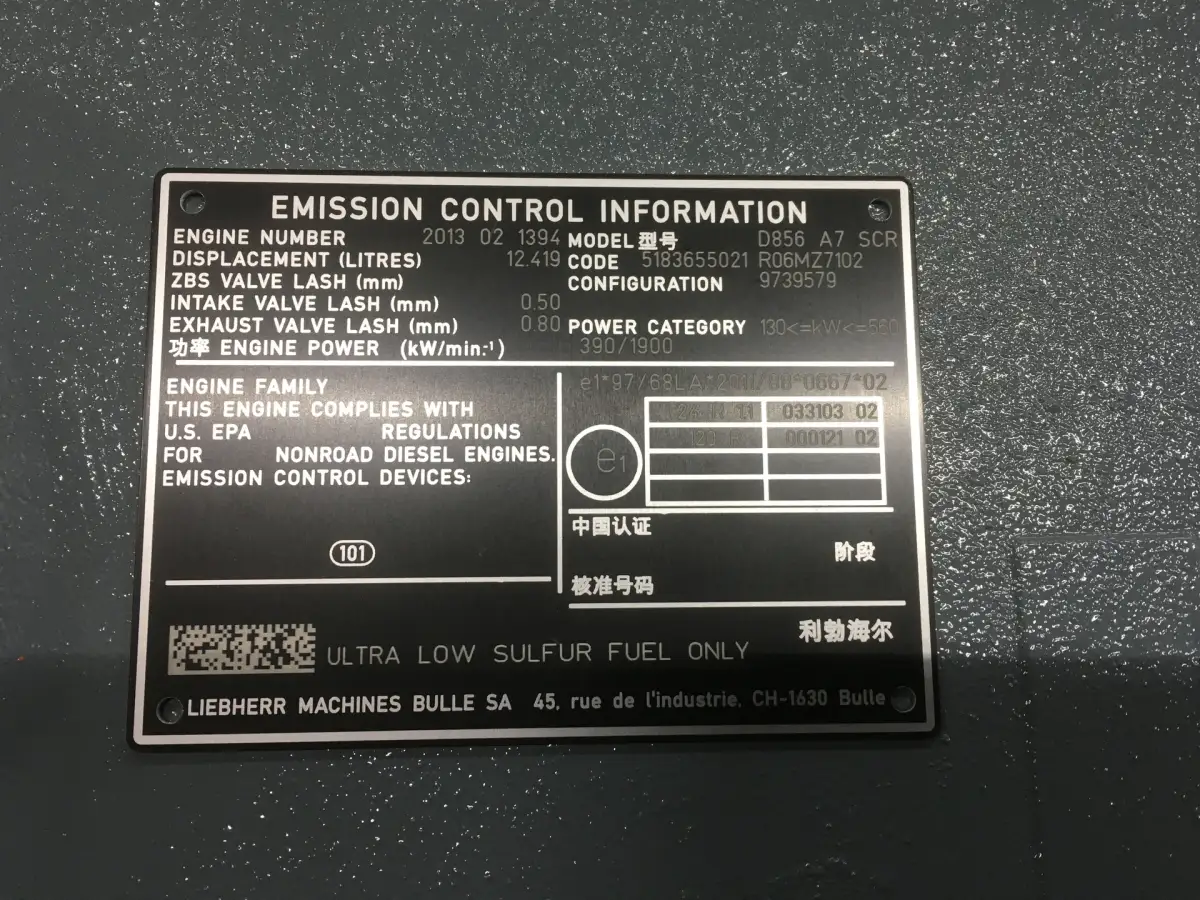 EMISSION CONTROL INFORMATION
ENGINE NUMBER 2013 02 1394
DISPLACEMENT (LITRES) 12.419
ZBS VALVE LASH (mm)
INTAKE VALVE LASH (mm) 0.50
EXHAUST VALVE LASH (mm) 0.80
功率 ENGINE POWER (kW/min.-¹) 390/1900
MODEL型号 D856 A7 SCR
CODE 5183655021 R06MZ7102
CONFIGURATION 9739579
POWER CATEGORY 130<=kW<=560
ENGINE FAMILY
THIS ENGINE COMPLIES WITH
U.S. EPA REGULATIONS
FOR NONROAD DIESEL ENGINES.
EMISSION CONTROL DEVICES:
101
033103 02
000121 02
e1
中国认证
阶段
核准号码
利勃海尔
ULTRA LOW SULFUR FUEL ONLY
LIEBHERR MACHINES BULLE SA 45, rue de l'industrie, CH-1630 Bulle